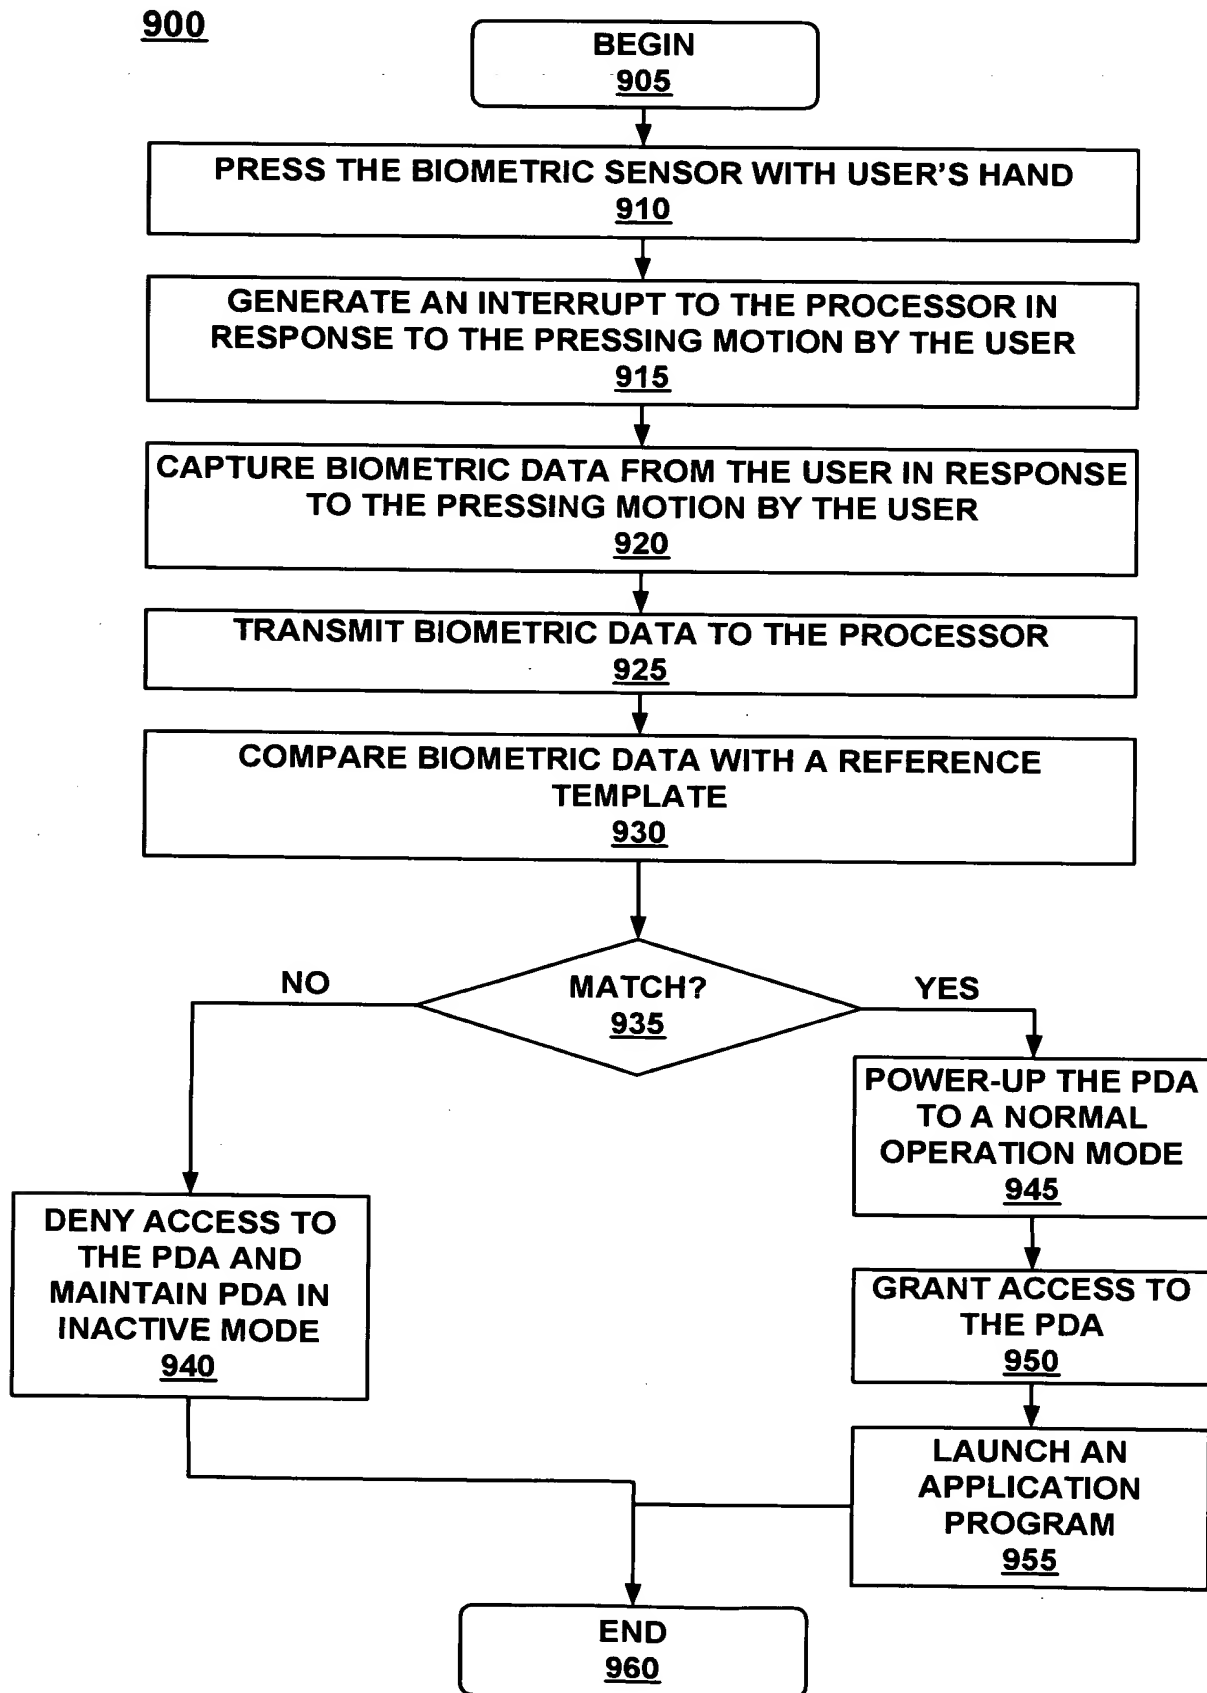 900
BEGIN
905
PRESS THE BIOMETRIC SENSOR WITH USER'S HAND
910
GENERATE AN INTERRUPT TO THE PROCESSOR IN
RESPONSE TO THE PRESSING MOTION BY THE USER
915
CAPTURE BIOMETRIC DATA FROM THE USER IN RESPONSE
TO THE PRESSING MOTION BY THE USER
920
TRANSMIT BIOMETRIC DATA TO THE PROCESSOR
925
COMPARE BIOMETRIC DATA WITH A REFERENCE
TEMPLATE
930
MATCH?
935
NO
YES
POWER-UP THE PDA
TO A NORMAL
OPERATION MODE
945
DENY ACCESS TO
THE PDA AND
MAINTAIN PDA IN
INACTIVE MODE
940
GRANT ACCESS TO
THE PDA
950
LAUNCH AN
APPLICATION
PROGRAM
955
END
960